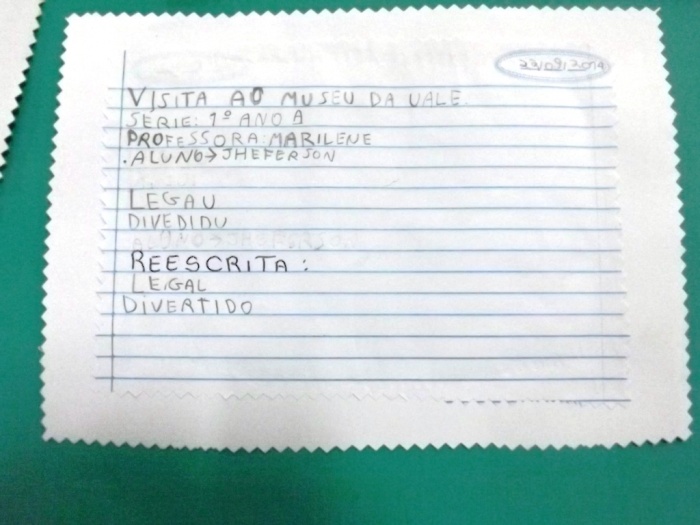 23/09/2014
VISITA AO MUSEU DA VALE.
SERIE: 1º ANO A
PROFESSORA: MARILENE
.ALUNO→JHEFERSON
LEGAU
DIVEDIDU
REESCRITA:
LEGAL
DIVERTIDO